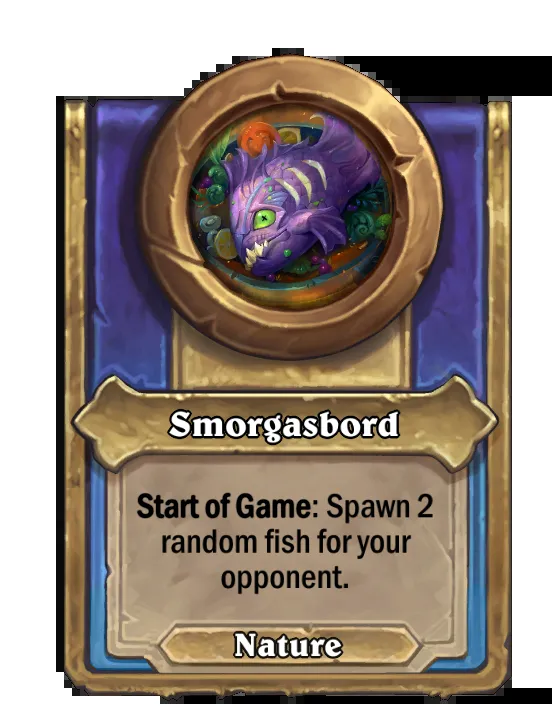 Smorgasbord
Start of Game: Spawn 2
random fish for your
opponent.
Nature